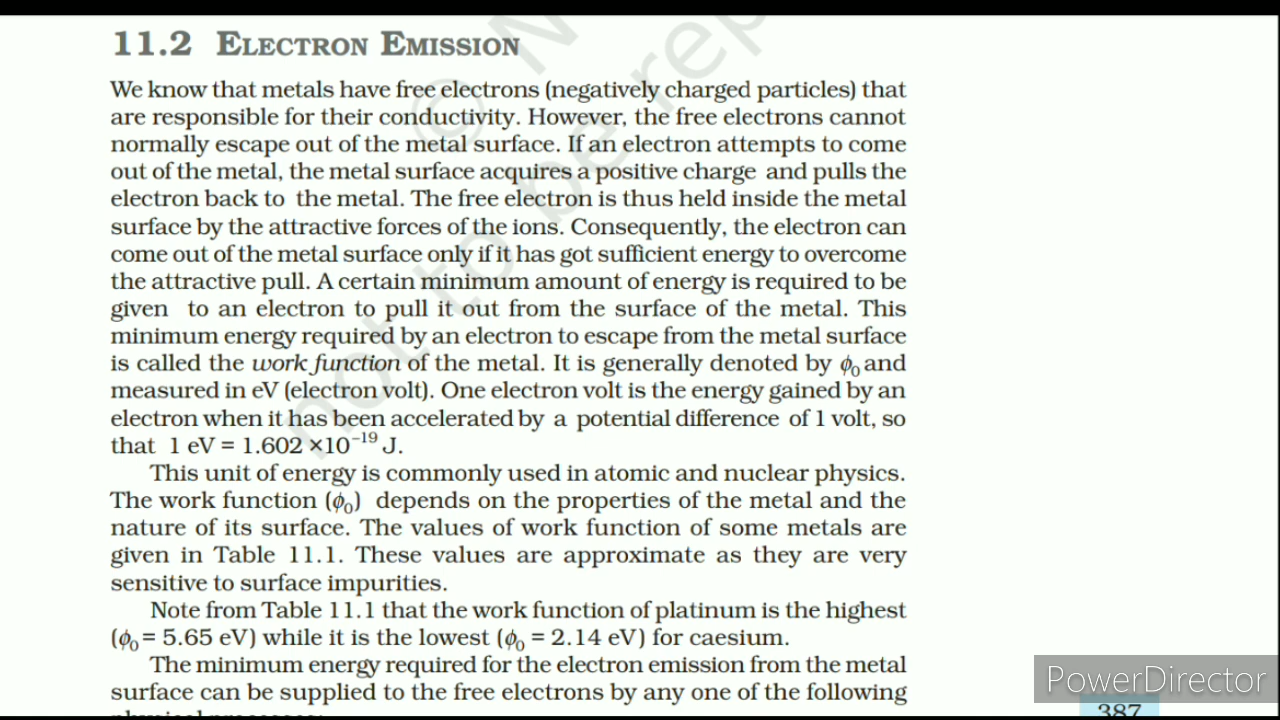 11.2 ELECTRON EMISSION
We know that metals have free electrons (negatively charged particles) that
are responsible for their conductivity. However, the free electrons cannot
normally escape out of the metal surface. If an electron attempts to come
out of the metal, the metal surface acquires a positive charge and pulls the
electron back to the metal. The free electron is thus held inside the metal
surface by the attractive forces of the ions. Consequently, the electron can
come out of the metal surface only if it has got sufficient energy to overcome
the attractive pull. A certain minimum amount of energy is required to be
given to an electron to pull it out from the surface of the metal. This
minimum energy required by an electron to escape from the metal surface
is called the work function of the metal. It is generally denoted by ϕ₀ and
measured in eV (electron volt). One electron volt is the energy gained by an
electron when it has been accelerated by a potential difference of 1 volt, so
that 1 eV = 1.602 ×10⁻¹⁹ J.
This unit of energy is commonly used in atomic and nuclear physics.
The work function (ϕ₀) depends on the properties of the metal and the
nature of its surface. The values of work function of some metals are
given in Table 11.1. These values are approximate as they are very
sensitive to surface impurities.
Note from Table 11.1 that the work function of platinum is the highest
(ϕ₀ = 5.65 eV) while it is the lowest (ϕ₀ = 2.14 eV) for caesium.
The minimum energy required for the electron emission from the metal
surface can be supplied to the free electrons by any one of the following
not to be rep
© N
PowerDirector
387